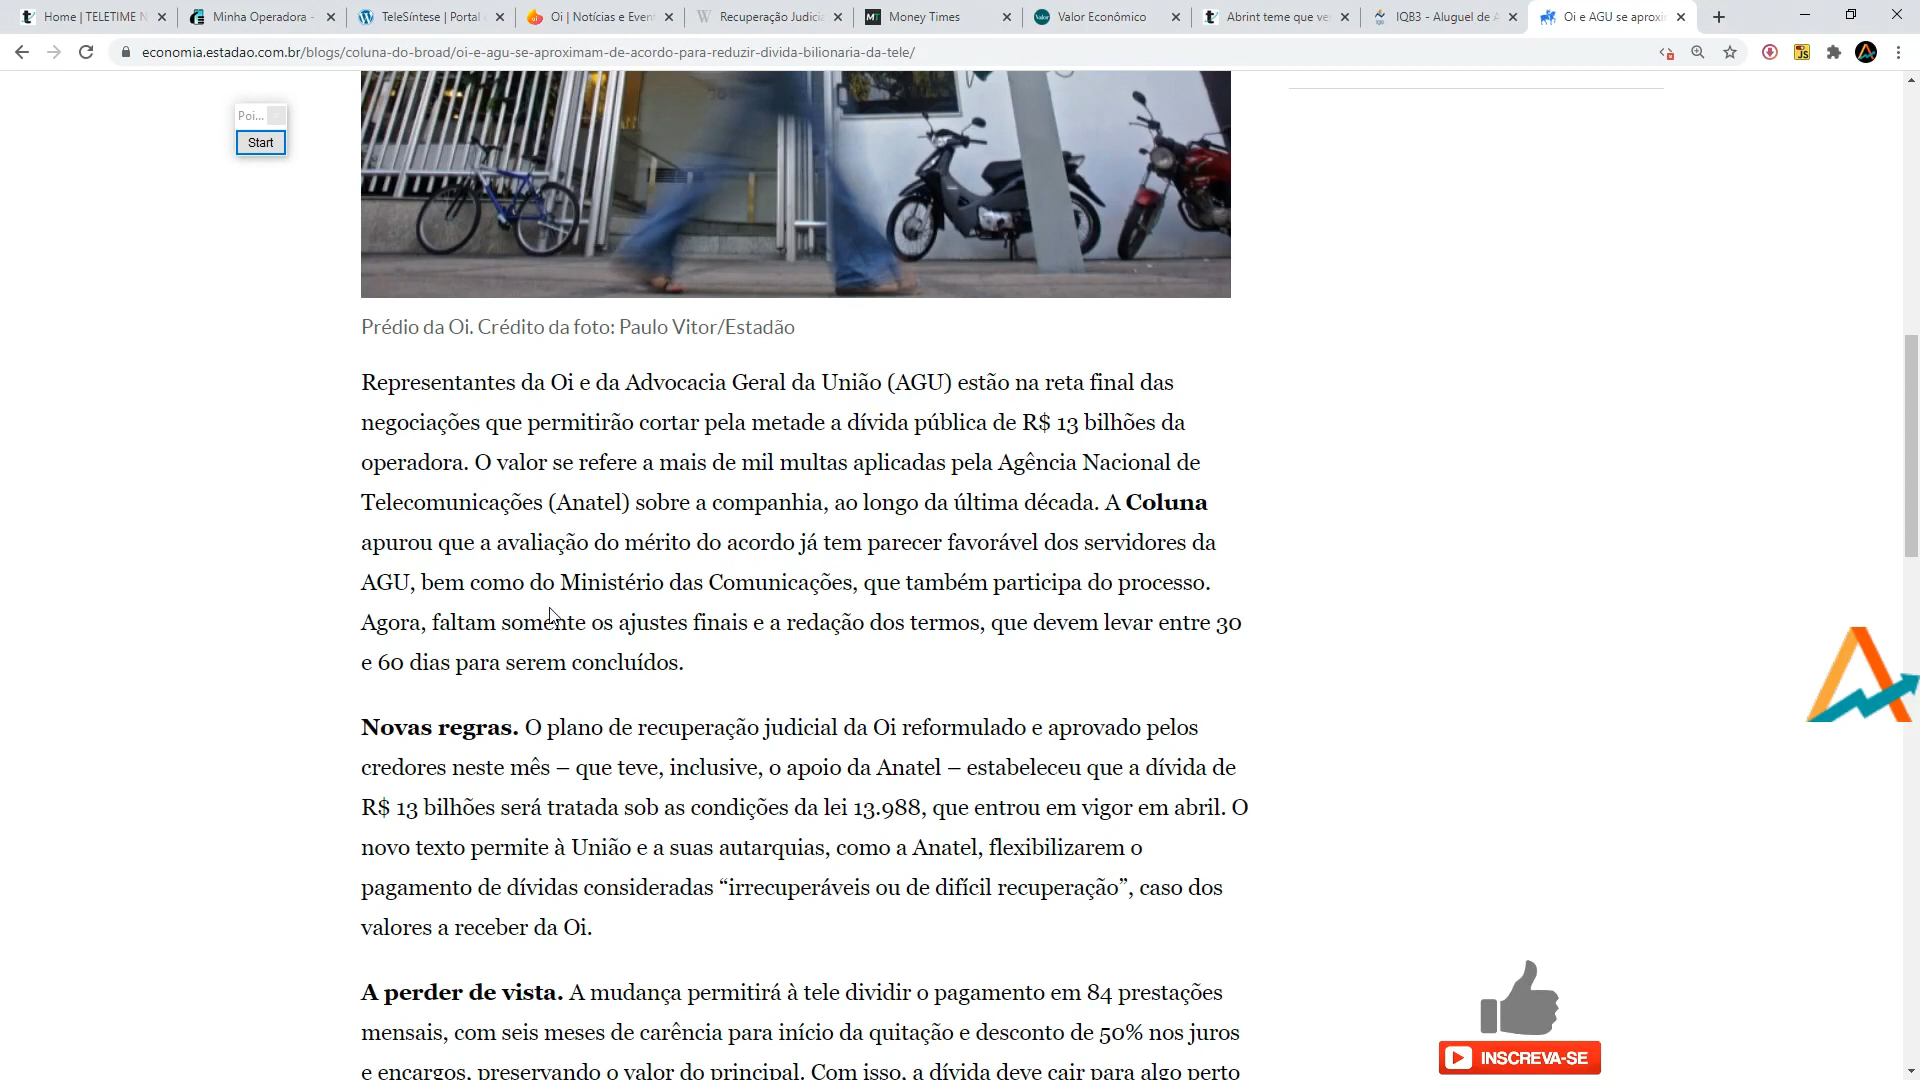 Home | TELETIME N
Minha Operadora -
TeleSíntese | Portal
Oi | Notícias e Even
Recuperação Judicia
Money Times
Valor Econômico
Abrint teme que ve
IQB3 - Aluguel de A
Oi e AGU se aproxi
economia.estadao.com.br/blogs/coluna-do-broad/oi-e-agu-se-aproximam-de-acordo-para-reduzir-divida-bilionaria-da-tele/
Poi...
Start
Prédio da Oi. Crédito da foto: Paulo Vitor/Estadão
Representantes da Oi e da Advocacia Geral da União (AGU) estão na reta final das
negociações que permitirão cortar pela metade a dívida pública de R$ 13 bilhões da
operadora. O valor se refere a mais de mil multas aplicadas pela Agência Nacional de
Telecomunicações (Anatel) sobre a companhia, ao longo da última década. A Coluna
apurou que a avaliação do mérito do acordo já tem parecer favorável dos servidores da
AGU, bem como do Ministério das Comunicações, que também participa do processo.
Agora, faltam somente os ajustes finais e a redação dos termos, que devem levar entre 30
e 60 dias para serem concluídos.
Novas regras. O plano de recuperação judicial da Oi reformulado e aprovado pelos
credores neste mês – que teve, inclusive, o apoio da Anatel – estabeleceu que a dívida de
R$ 13 bilhões será tratada sob as condições da lei 13.988, que entrou em vigor em abril. O
novo texto permite à União e a suas autarquias, como a Anatel, flexibilizarem o
pagamento de dívidas consideradas “irrecuperáveis ou de difícil recuperação”, caso dos
valores a receber da Oi.
A perder de vista. A mudança permitirá à tele dividir o pagamento em 84 prestações
mensais, com seis meses de carência para início da quitação e desconto de 50% nos juros
e encargos, preservando o valor do principal. Com isso, a dívida deve cair para algo perto
INSCREVA-SE